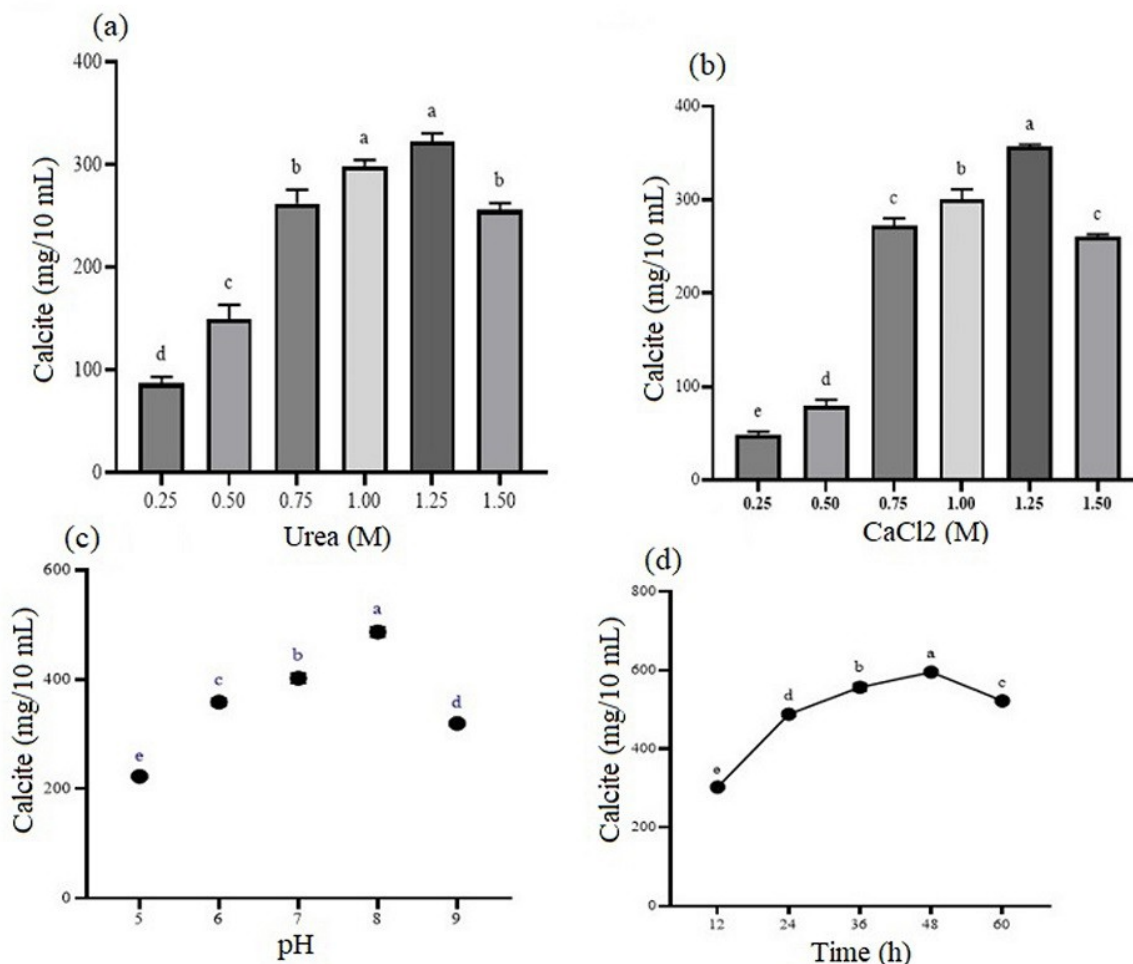 (a)
Calcite (mg/10 mL)
400
300
200
100
0
d
c
b
a
a
b
0.25 0.50 0.75 1.00 1.25 1.50
Urea (M)
(b)
Calcite (mg/10 mL)
400
300
200
100
0
e
d
c
b
a
c
0.25 0.50 0.75 1.00 1.25 1.50
CaCl2 (M)
(c)
Calcite (mg/10 mL)
600
400
200
0
e
c
b
a
d
5 6 7 8 9
pH
(d)
Calcite (mg/10 mL)
800
600
400
200
0
e
d
b
a
c
12 24 36 48 60
Time (h)